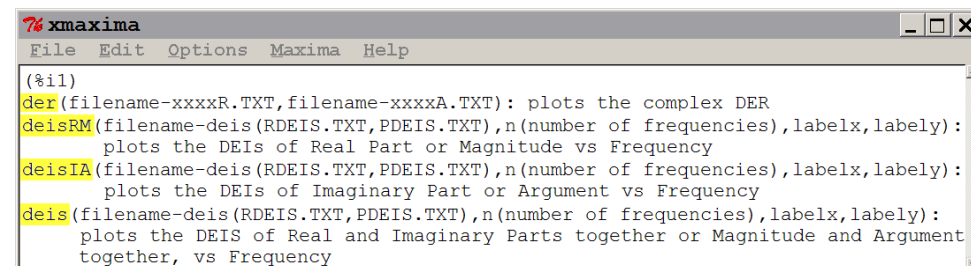 xmaxima
File Edit Options Maxima Help
(%i1)
der(filename-xxxxR.TXT,filename-xxxxA.TXT): plots the complex DER
deisRM(filename-deis(RDEIS.TXT,PDEIS.TXT),n(number of frequencies),labelx,labely):
plots the DEIs of Real Part or Magnitude vs Frequency
deisIA(filename-deis(RDEIS.TXT,PDEIS.TXT),n(number of frequencies),labelx,labely):
plots the DEIs of Imaginary Part or Argument vs Frequency
deis(filename-deis(RDEIS.TXT,PDEIS.TXT),n(number of frequencies),labelx,labely):
plots the DEIS of Real and Imaginary Parts together or Magnitude and Argument
together, vs Frequency